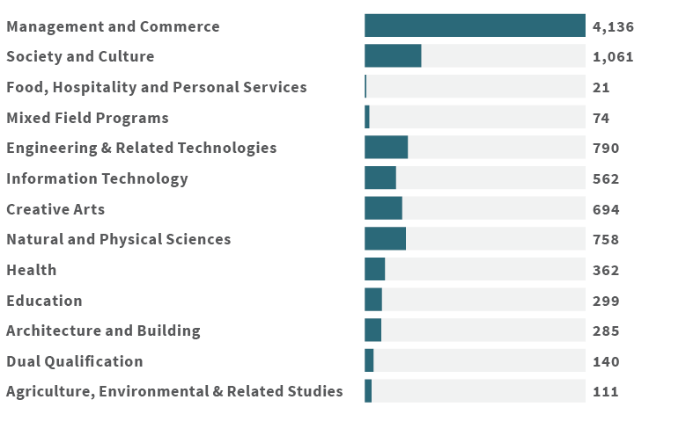 Management and Commerce 4,136
Society and Culture 1,061
Food, Hospitality and Personal Services 21
Mixed Field Programs 74
Engineering & Related Technologies 790
Information Technology 562
Creative Arts 694
Natural and Physical Sciences 758
Health 362
Education 299
Architecture and Building 285
Dual Qualification 140
Agriculture, Environmental & Related Studies 111